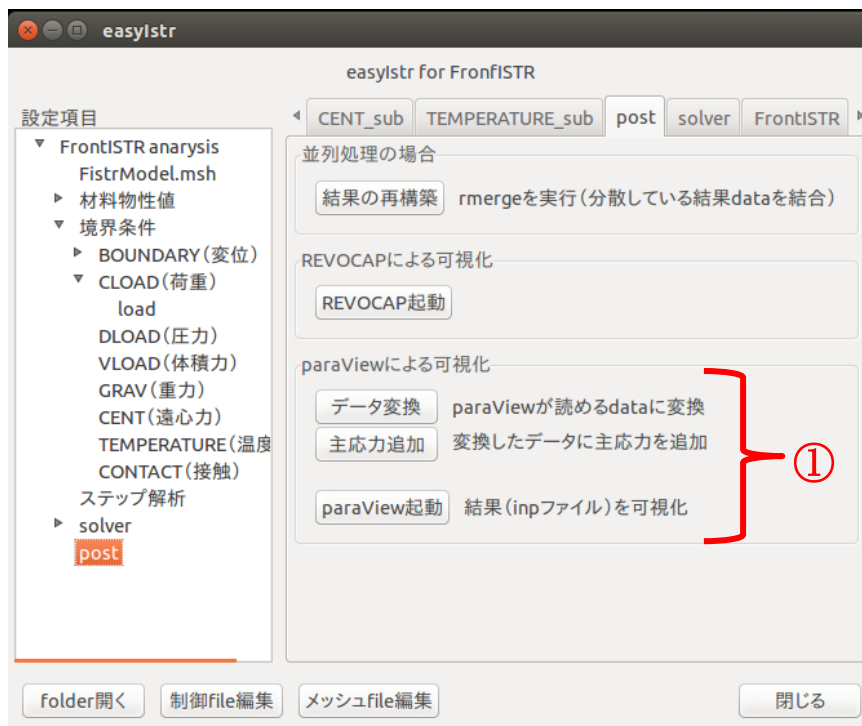 easyIstr
easyIstr for FronfISTR
設定項目
FrontISTR anarysis
FistrModel.msh
材料物性値
境界条件
BOUNDARY(変位)
CLOAD(荷重)
load
DLOAD(圧力)
VLOAD(体積力)
GRAV(重力)
CENT(遠心力)
TEMPERATURE(温度
CONTACT(接触)
ステップ解析
solver
post
CENT_sub TEMPERATURE_sub post solver FrontISTR
並列処理の場合
結果の再構築 rmergeを実行(分散している結果dataを結合)
REVOCAPによる可視化
REVOCAP起動
paraViewによる可視化
データ変換 paraViewが読めるdataに変換
主応力追加 変換したデータに主応力を追加
paraView起動 結果(inpファイル)を可視化
①
folder開く 制御file編集 メッシュfile編集 閉じる